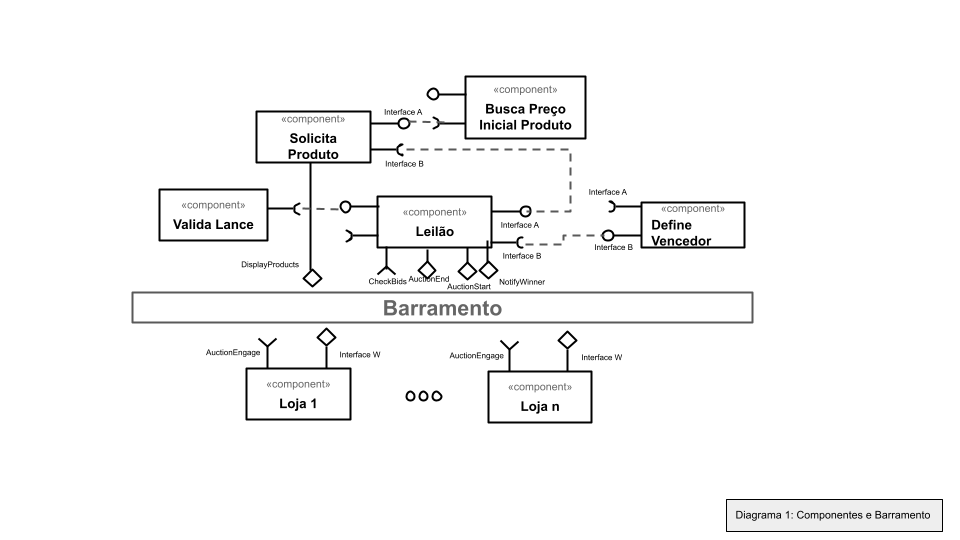 «component»
Busca Preço
Inicial Produto
Interface A
«component»
Solicita
Produto
Interface B
«component»
Valida Lance
«component»
Leilão
Interface A
Interface B
Interface A
«component»
Define
Vencedor
Interface B
DisplayProducts
CheckBids
AuctionEnd
AuctionStart
NotifyWinner
Barramento
AuctionEngage
Interface W
«component»
Loja 1
AuctionEngage
Interface W
«component»
Loja n
Diagrama 1: Componentes e Barramento